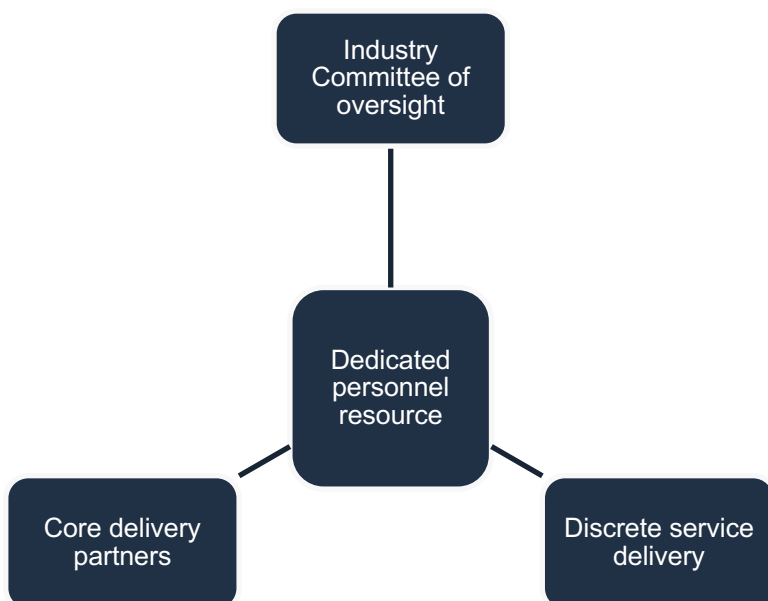 Industry
Committee of
oversight
Dedicated
personnel
resource
Core delivery
partners
Discrete service
delivery